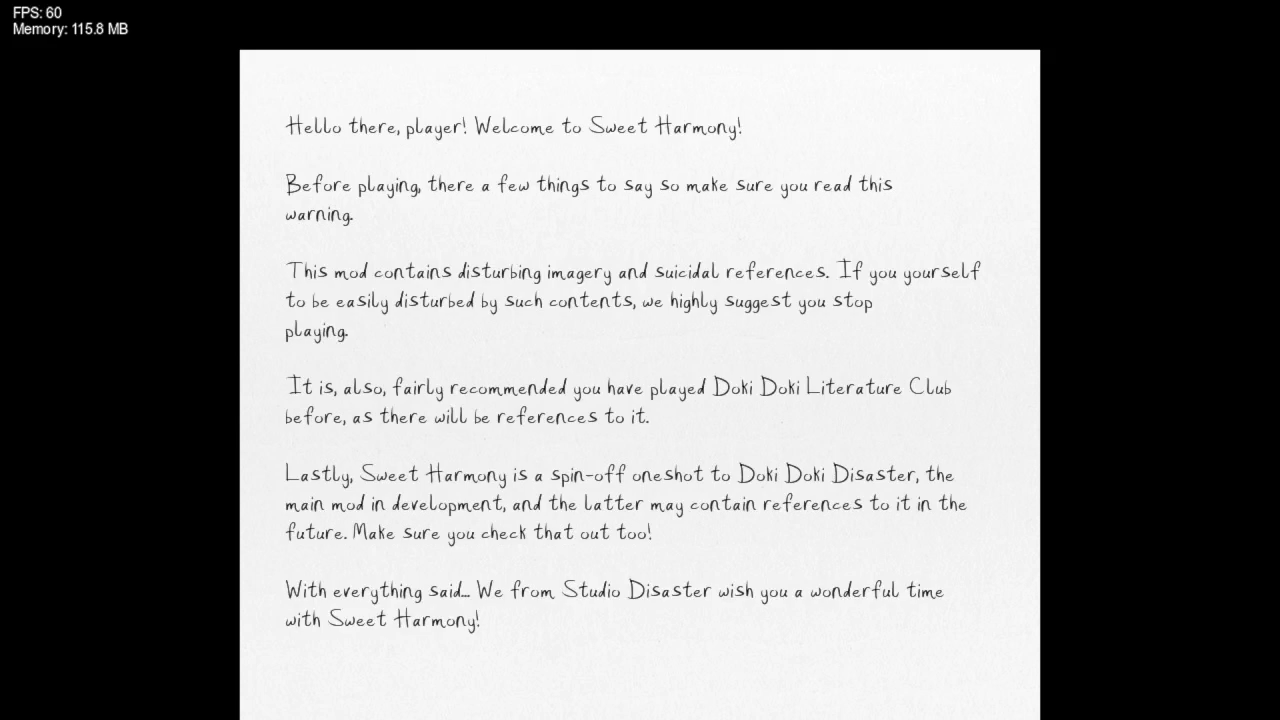 FPS: 60
Memory: 115.8 MB
Hello there, player! Welcome to Sweet Harmony!
Before playing, there a few things to say so make sure you read this
warning.
This mod contains disturbing imagery and suicidal references. If you yourself
to be easily disturbed by such contents, we highly suggest you stop
playing.
It is, also, fairly recommended you have played Doki Doki Literature Club
before, as there will be references to it.
Lastly, Sweet Harmony is a spin-off oneshot to Doki Doki Disaster, the
main mod in development, and the latter may contain references to it in the
future. Make sure you check that out too!
With everything said... We from Studio Disaster wish you a wonderful time
with Sweet Harmony!